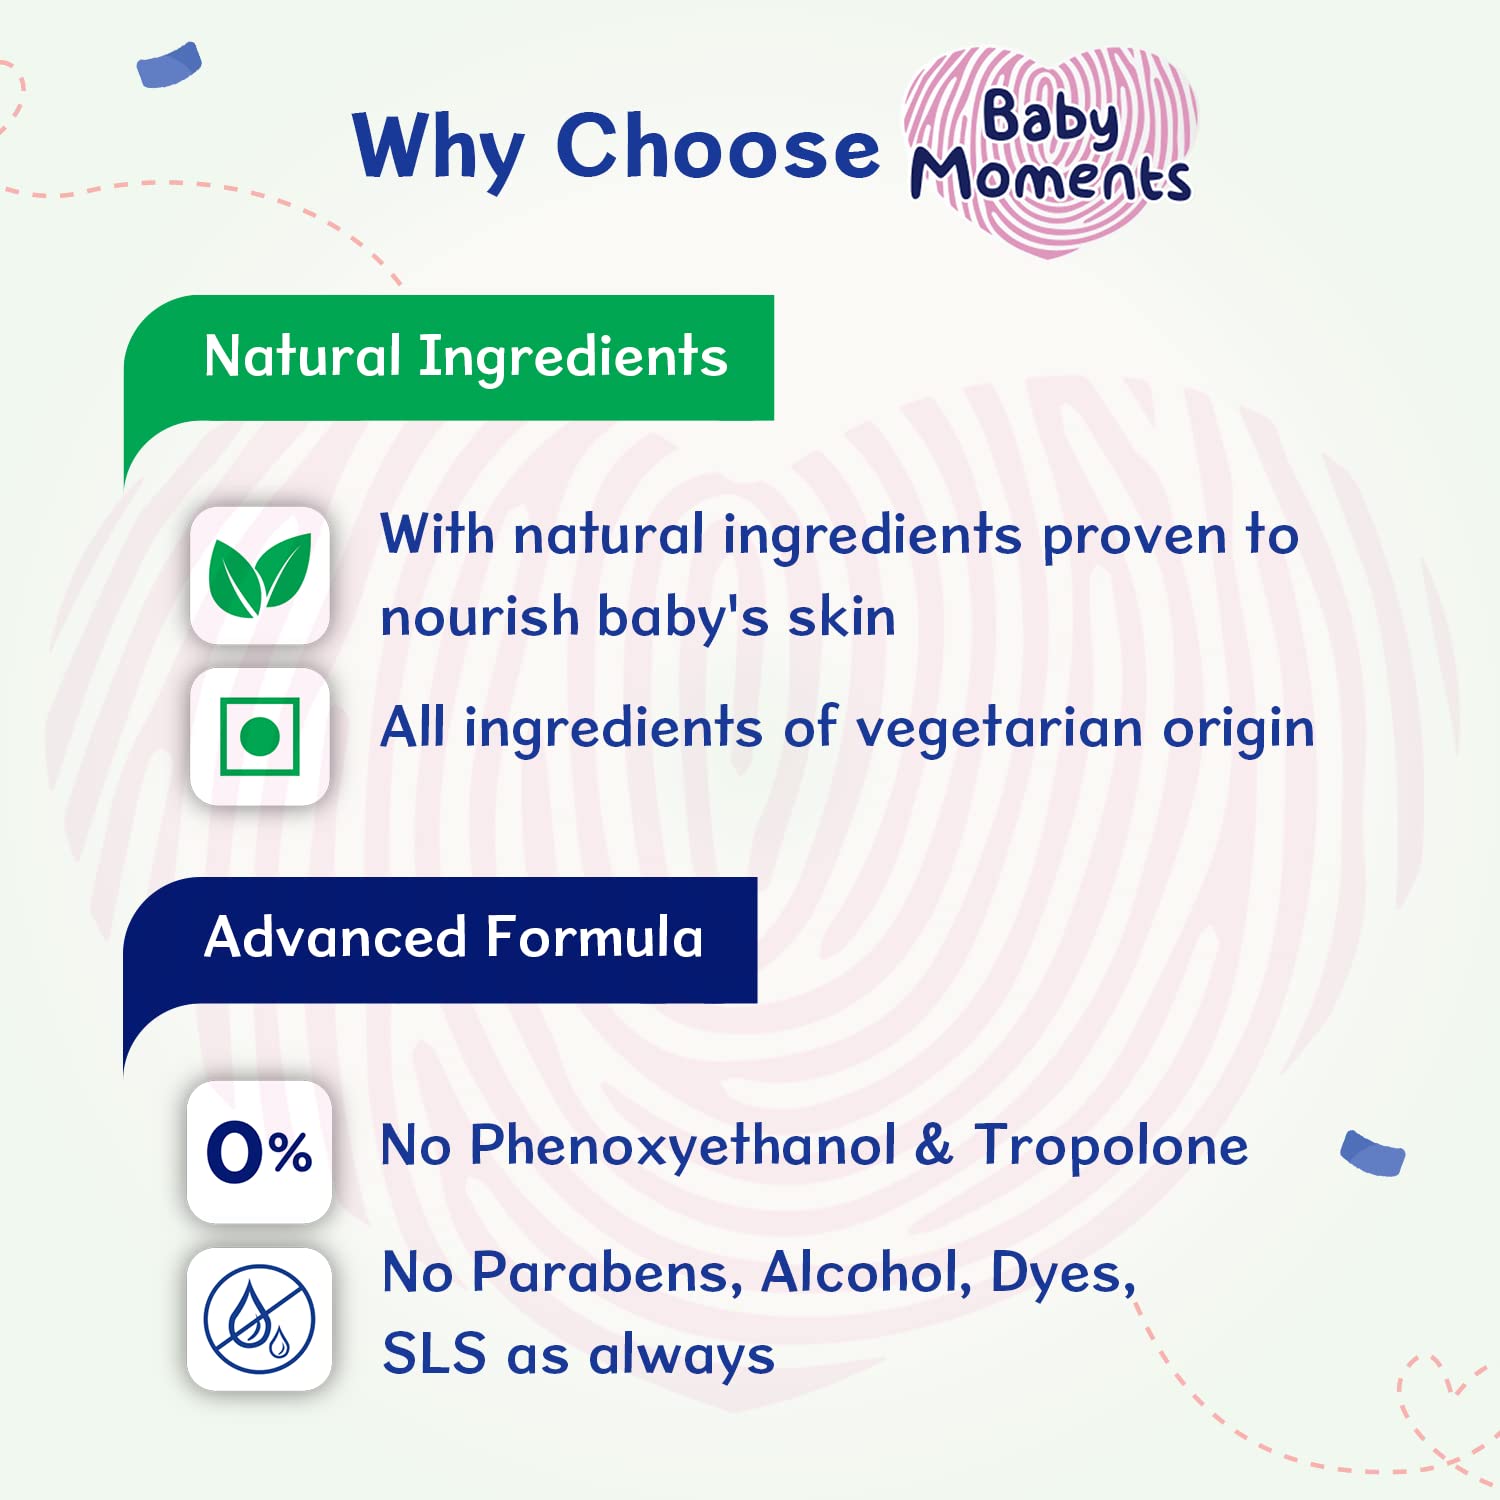 Why Choose Baby
Moments
Natural Ingredients
With natural ingredients proven to
nourish baby's skin
All ingredients of vegetarian origin
Advanced Formula
0% No Phenoxyethanol & Tropolone
No Parabens, Alcohol, Dyes,
SLS as always